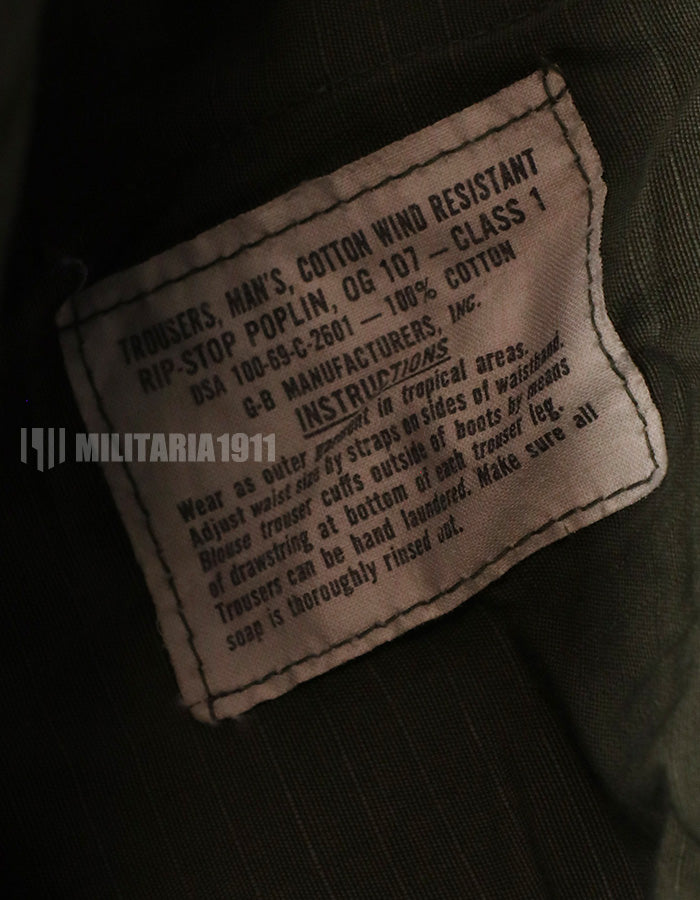 TROUSERS, MAN'S, COTTON WIND RESISTANT
RIP-STOP POPLIN, OG 107 — CLASS 1
DSA 100-69-C-2601 — 100% COTTON
G-B MANUFACTURERS, INC.
INSTRUCTIONS
Wear as outer garment in tropical areas.
Adjust waist size by straps on sides of waistband.
Blouse trouser cuffs outside of boots by means
of drawstring at bottom of each trouser leg.
Trousers can be hand laundered. Make sure all
soap is thoroughly rinsed out.
MILITARIA1911